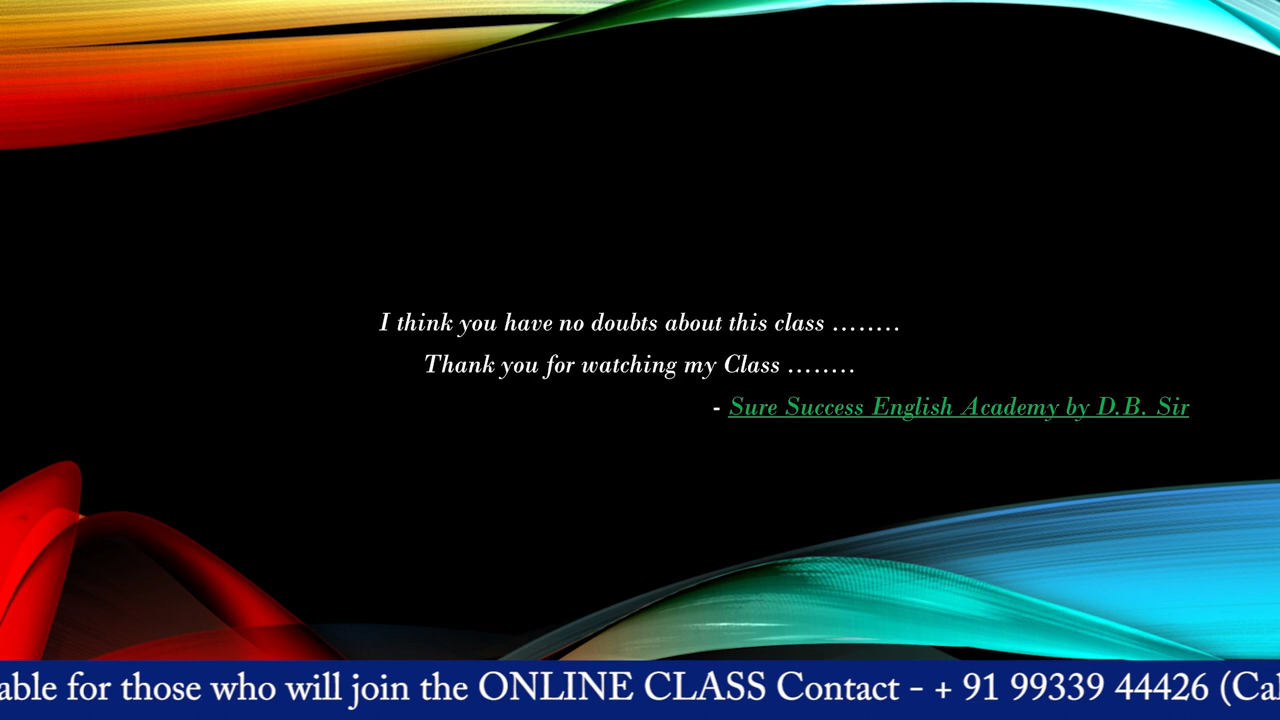 I think you have no doubts about this class ........
Thank you for watching my Class ........
- Sure Success English Academy by D.B. Sir
able for those who will join the ONLINE CLASS Contact - + 91 99339 44426 (Cal